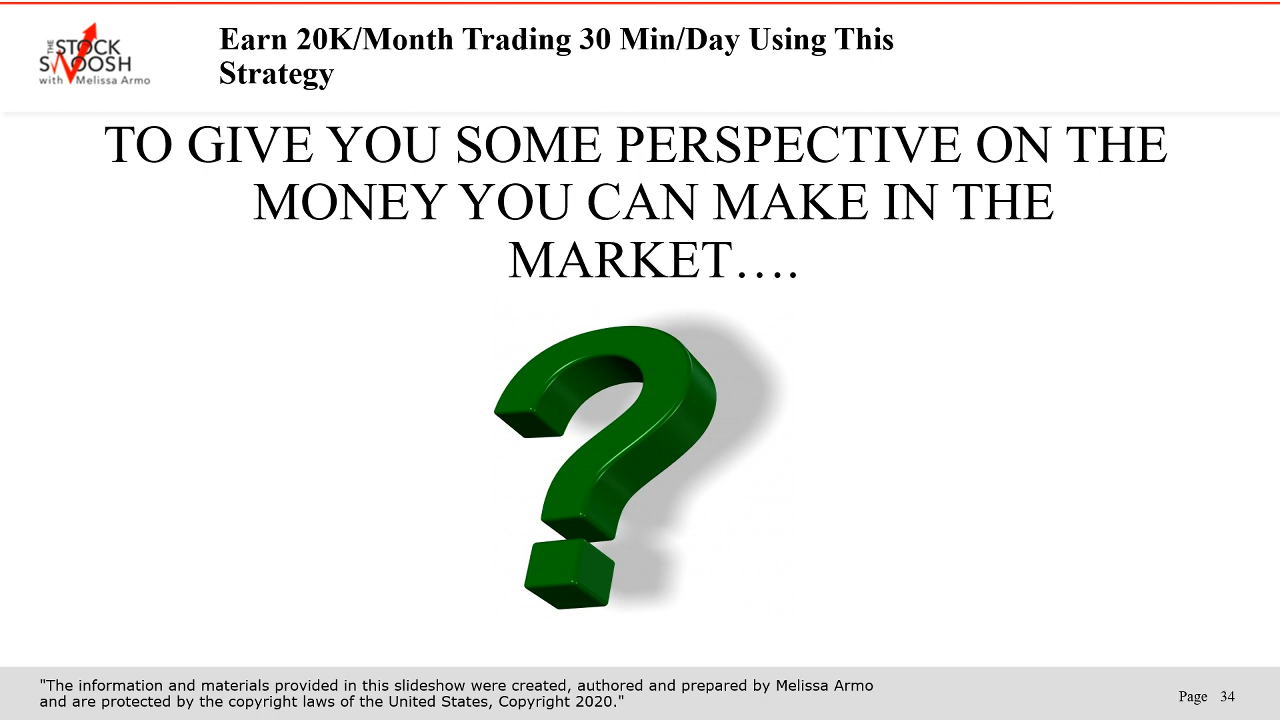 THE
STOCK
SWOOSH
with Melissa Armo
Earn 20K/Month Trading 30 Min/Day Using This
Strategy
TO GIVE YOU SOME PERSPECTIVE ON THE
MONEY YOU CAN MAKE IN THE
MARKET….
?
"The information and materials provided in this slideshow were created, authored and prepared by Melissa Armo
and are protected by the copyright laws of the United States, Copyright 2020."
Page 34